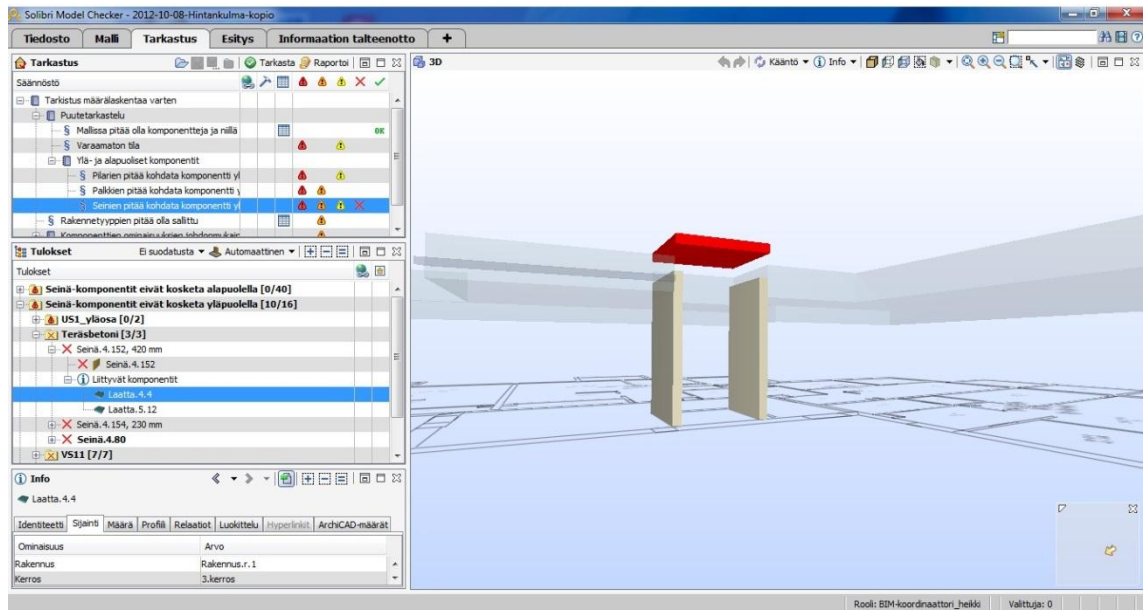 Solibri Model Checker - 2012-10-08-Hintankulma-kopio
Tiedosto Malli Tarkastus Esitys Informaation talteenotto +
Tarkastus Tarkasta Raportoi
Säännöstö
Tarkistus määrälaskentaa varten
Puutetarkastelu
§ Mallissa pitää olla komponentteja ja niillä OK
§ Varaamaton tila
Ylä- ja alapuoliset komponentit
§ Pilarien pitää kohdata komponentti yl
§ Palkkien pitää kohdata komponentti y
§ Seinien pitää kohdata komponentti yl
§ Rakennetyyppien pitää olla sallittu
§ Komponenttien ominaisuuksien johdonmukain
Tulokset Ei suodatusta Automaattinen
Tulokset
Seinä-komponentit eivät kosketa alapuolella [0/40]
Seinä-komponentit eivät kosketa yläpuolella [10/16]
US1_yläosa [0/2]
Teräsbetoni [3/3]
Seinä.4.152, 420 mm
Seinä.4.152
Liittyvät komponentit
Laatta.4.4
Laatta.5.12
Seinä.4.154, 230 mm
Seinä.4.80
VS11 [7/7]
Info
Laatta.4.4
Identiteetti Sijainti Määrä Profiili Relaatiot Luokittelu Hyperlinkit ArchiCAD-määrät
Ominaisuus Arvo
Rakennus Rakennus.r.1
Kerros 3.kerros
3D Kääntö Info
Rooli: BIM-koordinaattori_heikki Valittuja: 0